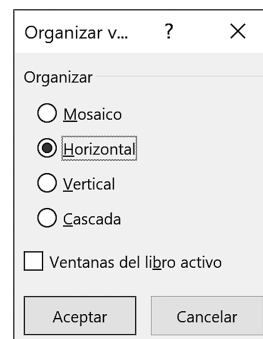 Organizar v... ?
Organizar
Mosaico
Horizontal
Vertical
Cascada
Ventanas del libro activo
Aceptar Cancelar